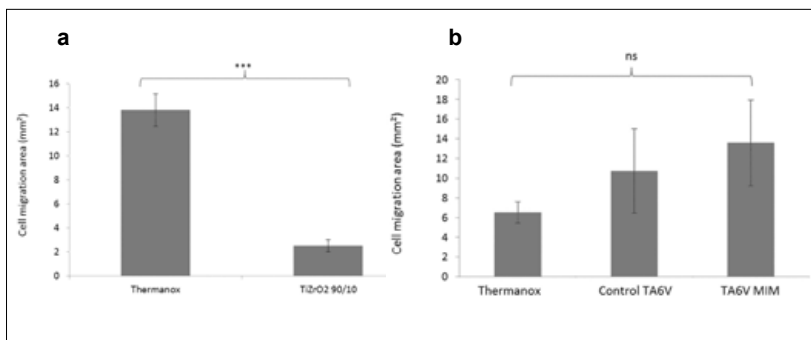 a
***
Cell migration area (mm²)
16
14
12
10
8
6
4
2
0
Thermanox
TiZrO2 90/10
b
ns
Cell migration area (mm²)
20
18
16
14
12
10
8
6
4
2
0
Thermanox
Control TA6V
TA6V MIM